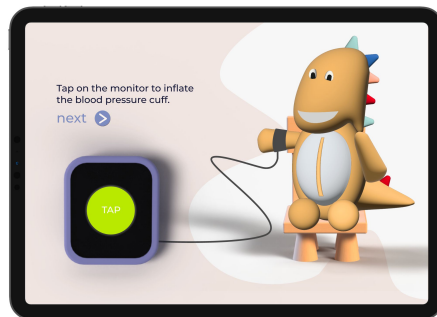 Tap on the monitor to inflate
the blood pressure cuff.
next
TAP